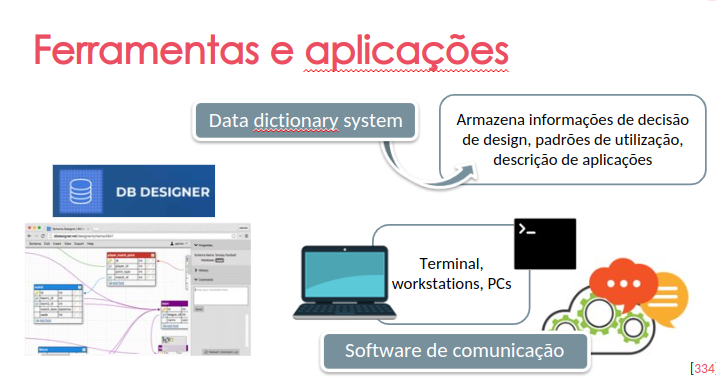 Ferramentas e aplicações
Data dictionary system
Armazena informações de decisão
de design, padrões de utilização,
descrição de aplicações
DB DESIGNER
Terminal,
workstations, PCs
Software de comunicação
[334]